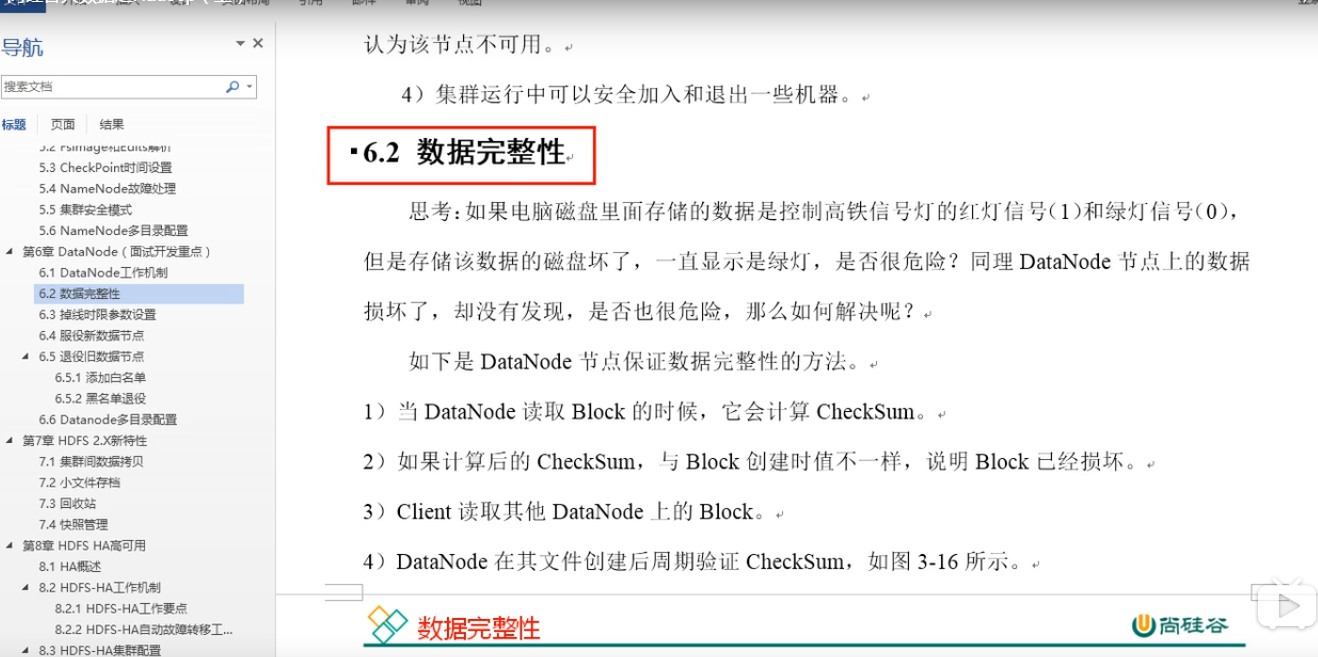 引用
邮件
审阅
视图
导航
搜索文档
标题
页面
结果
5.2 Fsimage和Edits解析
5.3 CheckPoint时间设置
5.4 NameNode故障处理
5.5 集群安全模式
5.6 NameNode多目录配置
第6章 DataNode（面试开发重点）
6.1 DataNode工作机制
6.2 数据完整性
6.3 掉线时限参数设置
6.4 服役新数据节点
6.5 退役旧数据节点
6.5.1 添加白名单
6.5.2 黑名单退役
6.6 Datanode多目录配置
第7章 HDFS 2.X新特性
7.1 集群间数据拷贝
7.2 小文件存档
7.3 回收站
7.4 快照管理
第8章 HDFS HA高可用
8.1 HA概述
8.2 HDFS-HA工作机制
8.2.1 HDFS-HA工作要点
8.2.2 HDFS-HA自动故障转移工...
8.3 HDFS-HA集群配置
认为该节点不可用。
4）集群运行中可以安全加入和退出一些机器。
6.2 数据完整性
思考：如果电脑磁盘里面存储的数据是控制高铁信号灯的红灯信号（1）和绿灯信号（0），
但是存储该数据的磁盘坏了，一直显示是绿灯，是否很危险？同理 DataNode 节点上的数据
损坏了，却没有发现，是否也很危险，那么如何解决呢？
如下是 DataNode 节点保证数据完整性的方法。
1）当 DataNode 读取 Block 的时候，它会计算 CheckSum。
2）如果计算后的 CheckSum，与 Block 创建时值不一样，说明 Block 已经损坏。
3）Client 读取其他 DataNode 上的 Block。
4）DataNode 在其文件创建后周期验证 CheckSum，如图 3-16 所示。
数据完整性
尚硅谷